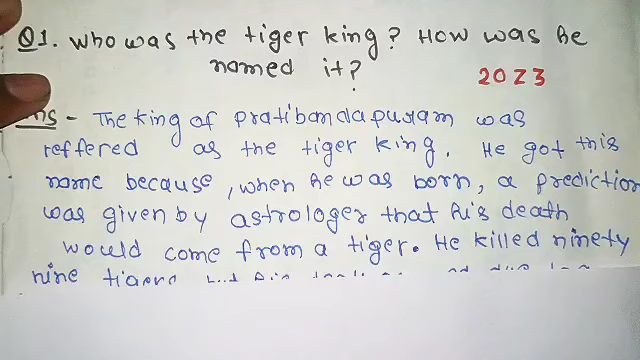 Q1. Who was the tiger king? How was he
named it?
2023
Ans - The king of pratibandapuram was
reffered as the tiger king. He got this
name because, when he was born, a prediction
was given by astrologer that his death
would come from a tiger. He killed ninety
nine tigers but